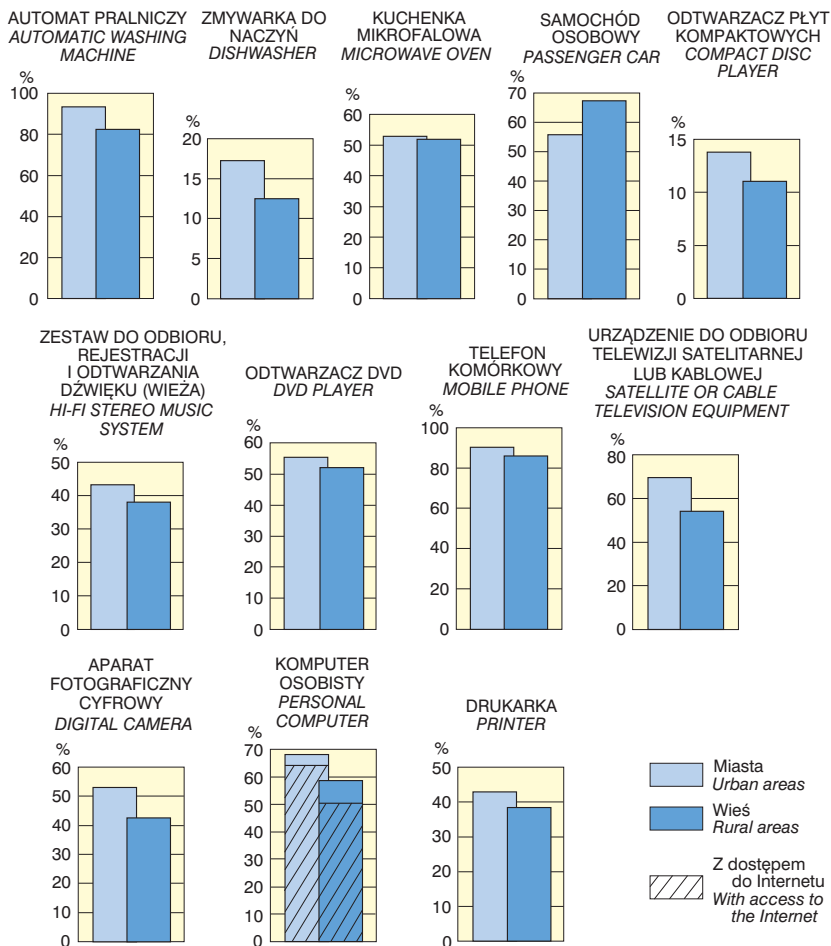 AUTOMAT PRALNICZY
AUTOMATIC WASHING
MACHINE
%
100
80
60
40
20
0
ZMYWARKA DO
NACZYŃ
DISHWASHER
%
20
15
10
5
0
KUCHENKA
MIKROFALOWA
MICROWAVE OVEN
%
60
50
40
30
20
10
0
SAMOCHÓD
OSOBOWY
PASSENGER CAR
%
70
60
50
40
30
20
10
0
ODTWARZACZ PŁYT
KOMPAKTOWYCH
COMPACT DISC
PLAYER
%
15
10
5
0
ZESTAW DO ODBIORU,
REJESTRACJI
I ODTWARZANIA
DŹWIĘKU (WIEŻA)
HI-FI STEREO MUSIC
SYSTEM
%
50
40
30
20
10
0
ODTWARZACZ DVD
DVD PLAYER
%
60
50
40
30
20
10
0
TELEFON
KOMÓRKOWY
MOBILE PHONE
%
100
80
60
40
20
0
URZĄDZENIE DO ODBIORU
TELEWIZJI SATELITARNEJ
LUB KABLOWEJ
SATELLITE OR CABLE
TELEVISION EQUIPMENT
%
80
60
40
20
0
APARAT
FOTOGRAFICZNY
CYFROWY
DIGITAL CAMERA
%
60
50
40
30
20
10
0
KOMPUTER
OSOBISTY
PERSONAL
COMPUTER
%
70
60
50
40
30
20
10
0
DRUKARKA
PRINTER
%
50
40
30
20
10
0
Miasta
Urban areas
Wieś
Rural areas
Z dostępem
do Internetu
With access to
the Internet